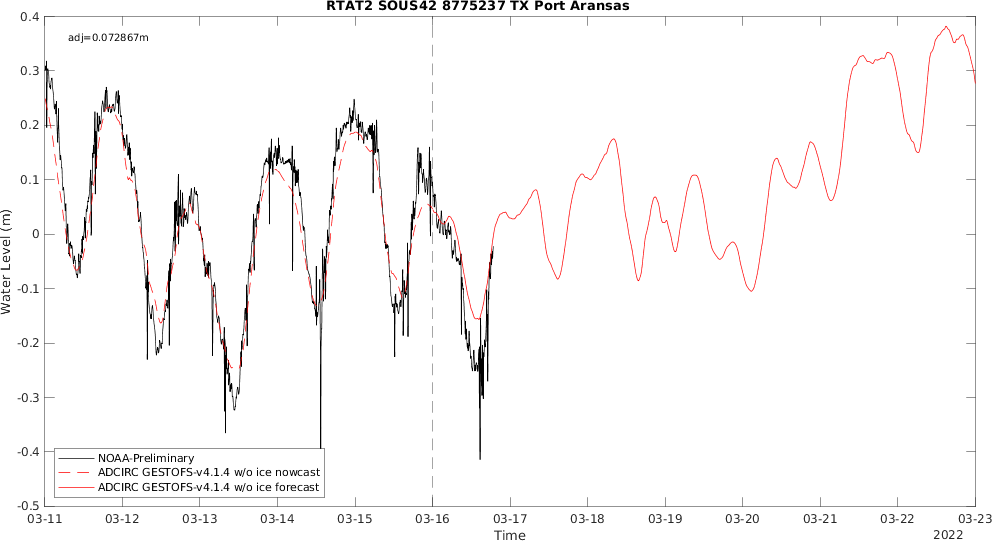 RTAT2 SOUS42 8775237 TX Port Aransas
adj=0.072867m
0.4
0.3
0.2
0.1
0
-0.1
-0.2
-0.3
-0.4
-0.5
Water Level (m)
NOAA-Preliminary
ADCIRC GESTOFS-v4.1.4 w/o ice nowcast
ADCIRC GESTOFS-v4.1.4 w/o ice forecast
03-11 03-12 03-13 03-14 03-15 03-16 03-17 03-18 03-19 03-20 03-21 03-22 03-23
Time
2022